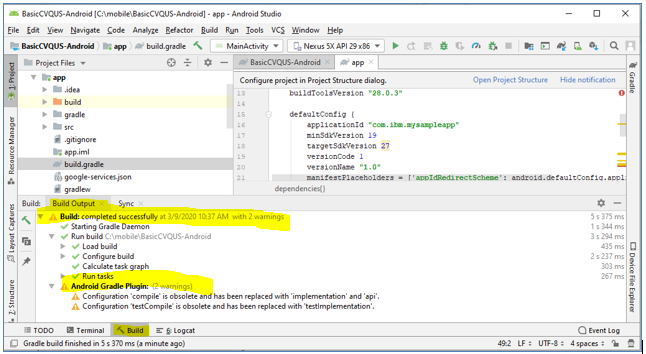 BasicCVQUS-Android [C:\mobile\BasicCVQUS-Android] - app - Android Studio
File Edit View Navigate Code Analyze Refactor Build Run Tools VCS Window Help
BasicCVQUS-Android app build.gradle MainActivity Nexus 5X API 29 x86
1: Project
Resource Manager
Layout Captures
7: Structure
Project Files
app
.idea
build
gradle
src
.gitignore
app.iml
build.gradle
google-services.json
gradlew
BasicCVQUS-Android app
Configure project in Project Structure dialog. Open Project Structure Hide notification
13 buildToolsVersion "28.0.3"
14
15 defaultConfig {
16 applicationId "com.ibm.mysampleapp"
17 minSdkVersion 19
18 targetSdkVersion 27
19 versionCode 1
20 versionName "1.0"
21 manifestPlaceholders = ['appIdRedirectScheme': android.defaultConfig.appli
dependencies()
Gradle
Device File Explorer
Build: Build Output Sync
Build: completed successfully at 3/9/2020 10:37 AM with 2 warnings 5 s 375 ms
Starting Gradle Daemon 1 s 344 ms
Run build C:\mobile\BasicCVQUS-Android 3 s 294 ms
Load build 435 ms
Configure build 2 s 237 ms
Calculate task graph 303 ms
Run tasks 267 ms
Android Gradle Plugin: (2 warnings)
Configuration 'compile' is obsolete and has been replaced with 'implementation' and 'api'.
Configuration 'testCompile' is obsolete and has been replaced with 'testImplementation'.
TODO Terminal Build 6: Logcat Event Log
Gradle build finished in 5 s 370 ms (a minute ago) 49:2 LF UTF-8 4 spaces